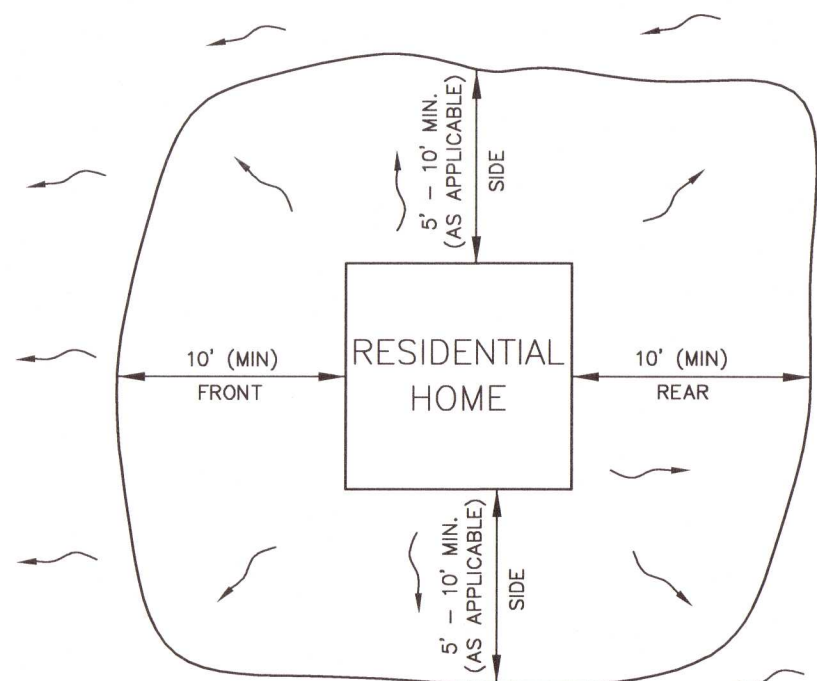 5' - 10' MIN.
(AS APPLICABLE)
SIDE
10' (MIN)
FRONT
RESIDENTIAL
HOME
10' (MIN)
REAR
5' - 10' MIN.
(AS APPLICABLE)
SIDE